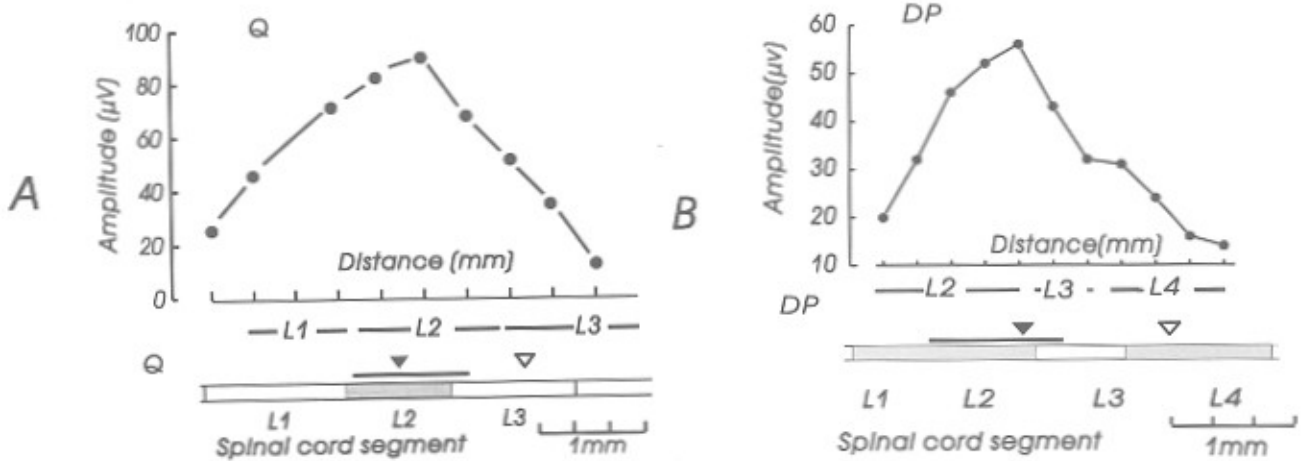 A
Q
Amplitude (μV)
100
80
60
40
20
0
Distance (mm)
L1 L2 L3
Q
L1 L2 L3
Spinal cord segment
1mm
B
DP
Amplitude(μv)
60
50
40
30
20
10
Distance(mm)
L2 L3 L4
DP
L1 L2 L3 L4
Spinal cord segment
1mm